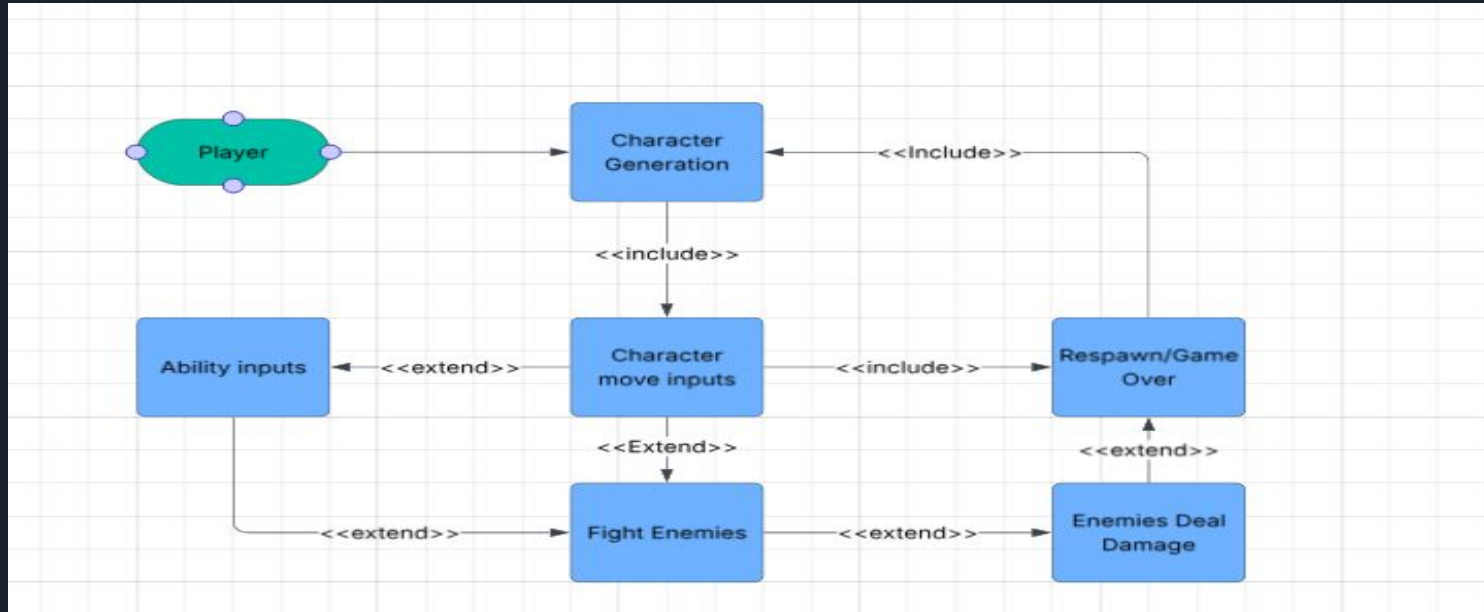 Player
Character
Generation
<<Include>>
<<include>>
Ability inputs
<<extend>>
Character
move inputs
<<include>>
Respawn/Game
Over
<<Extend>>
<<extend>>
<<extend>>
Fight Enemies
<<extend>>
Enemies Deal
Damage